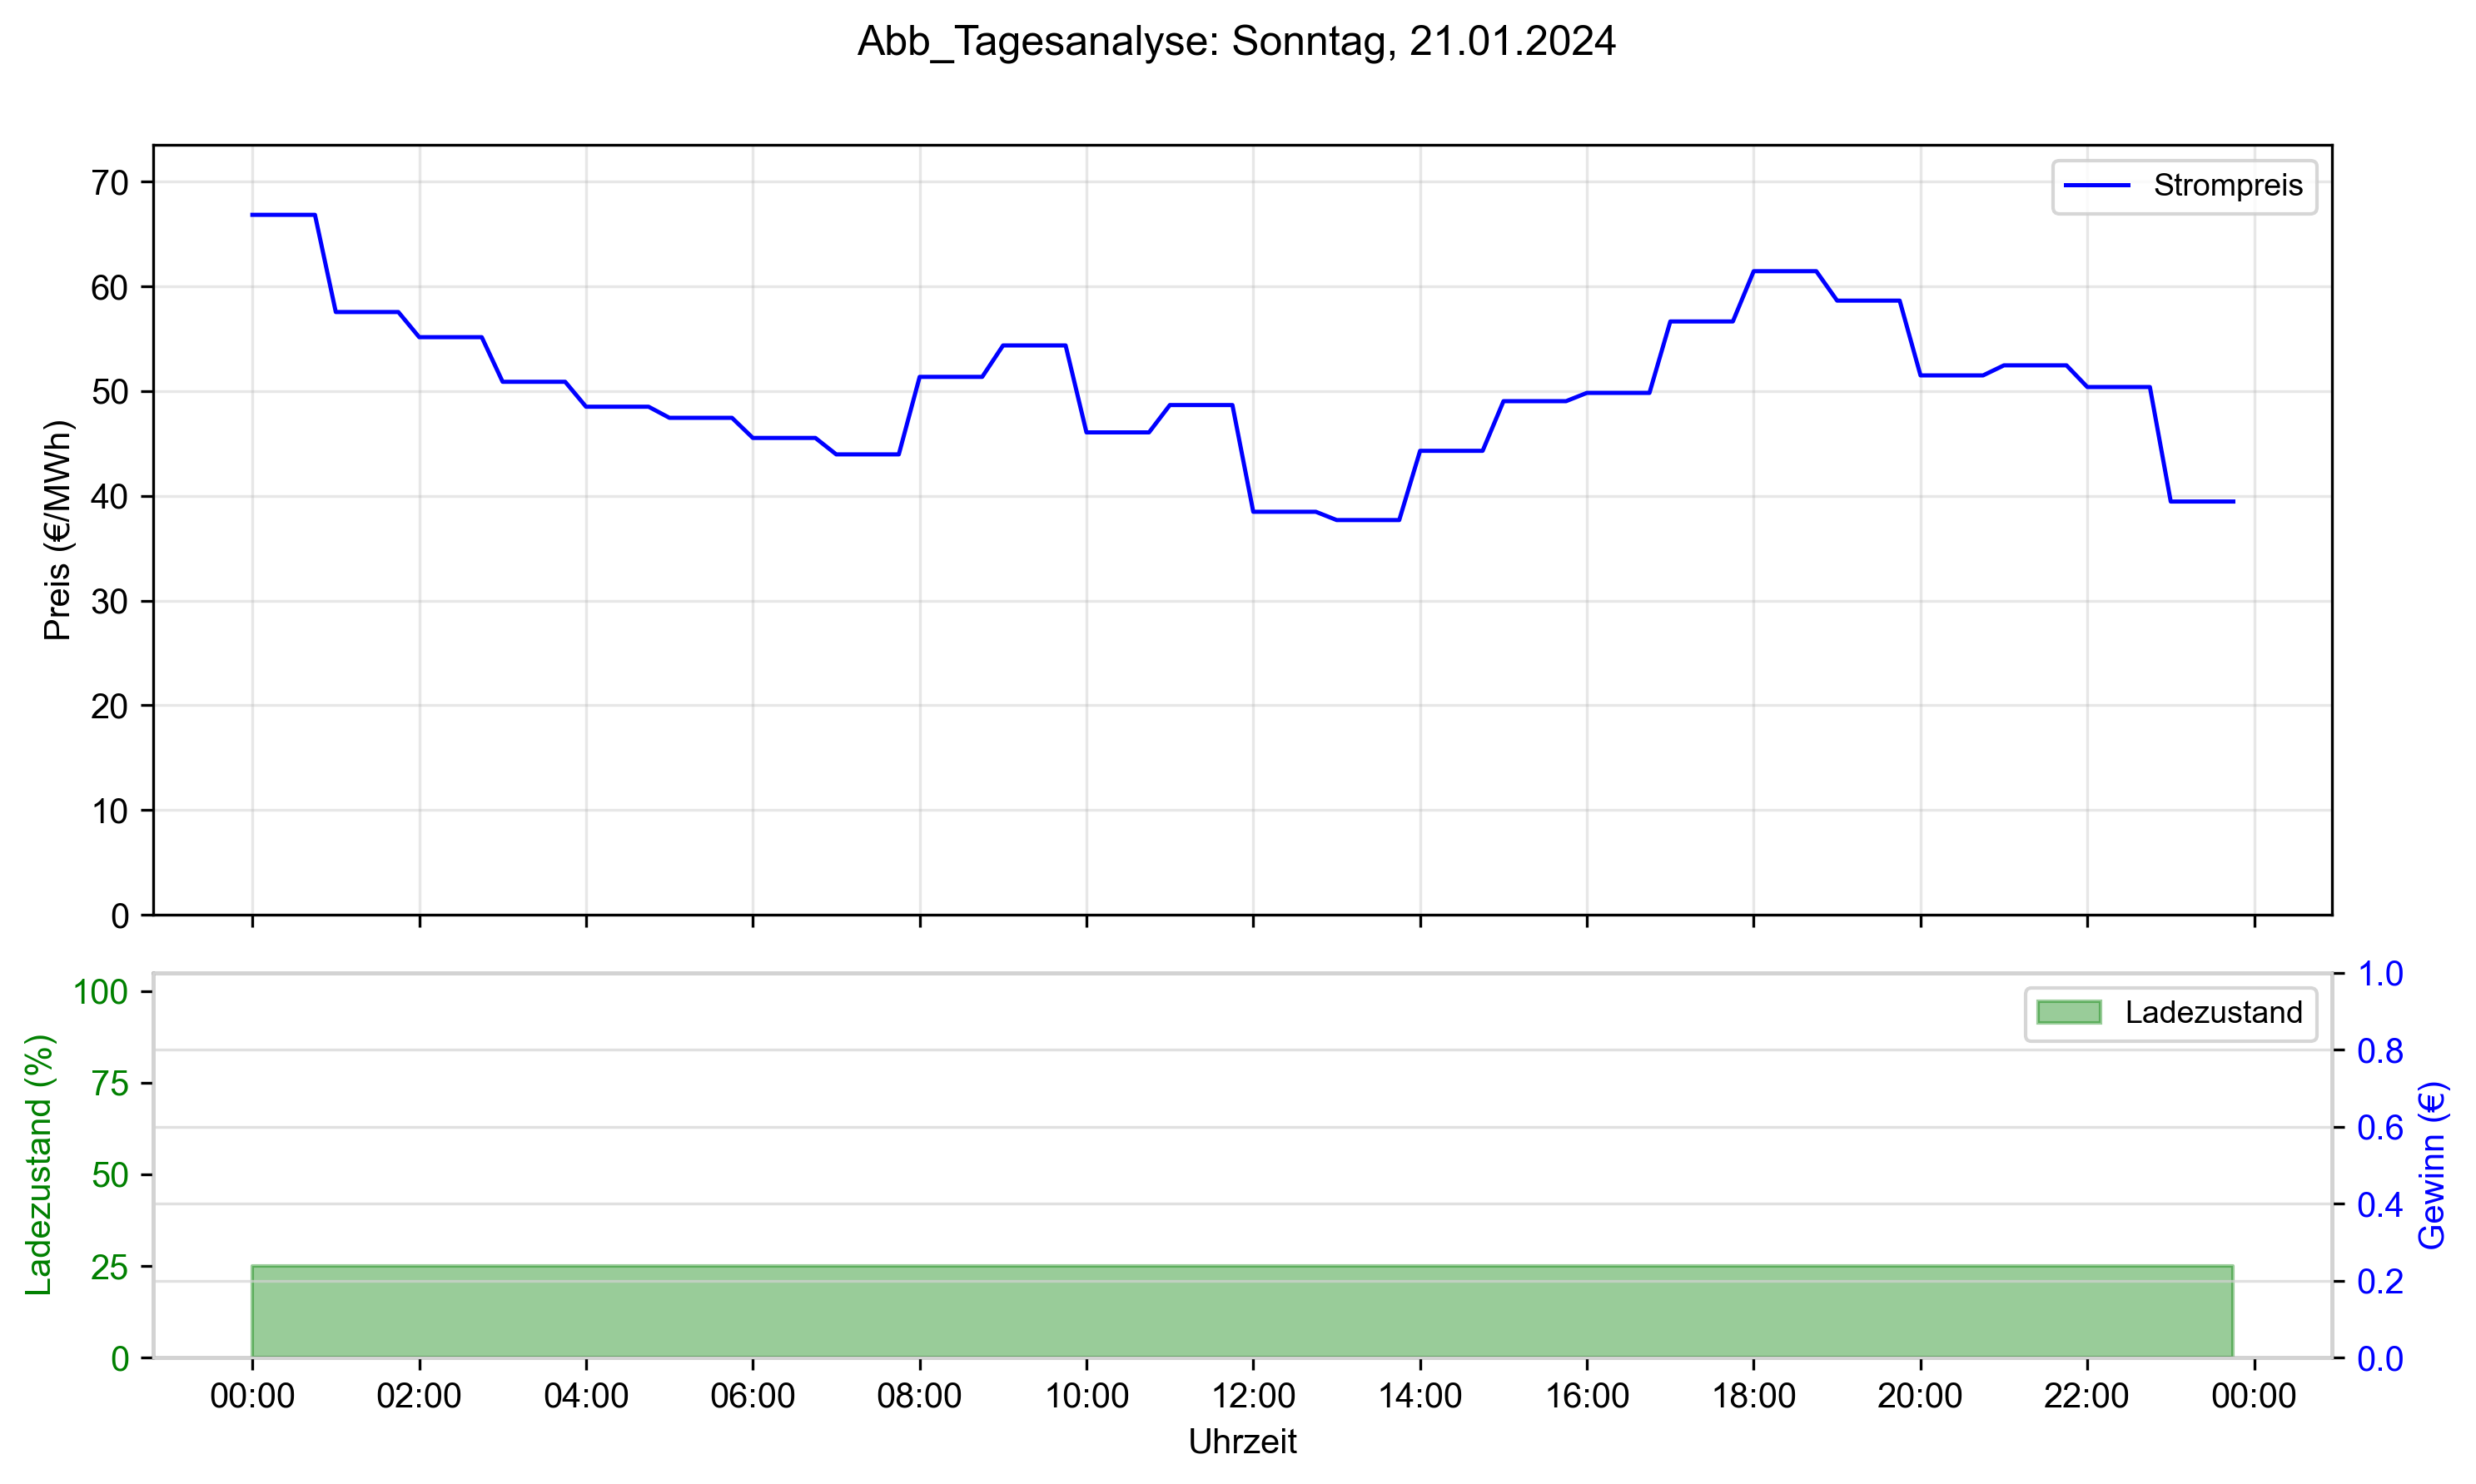 Abb_Tagesanalyse: Sonntag, 21.01.2024
Preis (€/MWh)
70
60
50
40
30
20
10
0
Strompreis
Ladezustand (%)
100
75
50
25
0
Ladezustand
1.0
0.8
0.6
0.4
0.2
0.0
Gewinn (€)
00:00 02:00 04:00 06:00 08:00 10:00 12:00 14:00 16:00 18:00 20:00 22:00 00:00
Uhrzeit